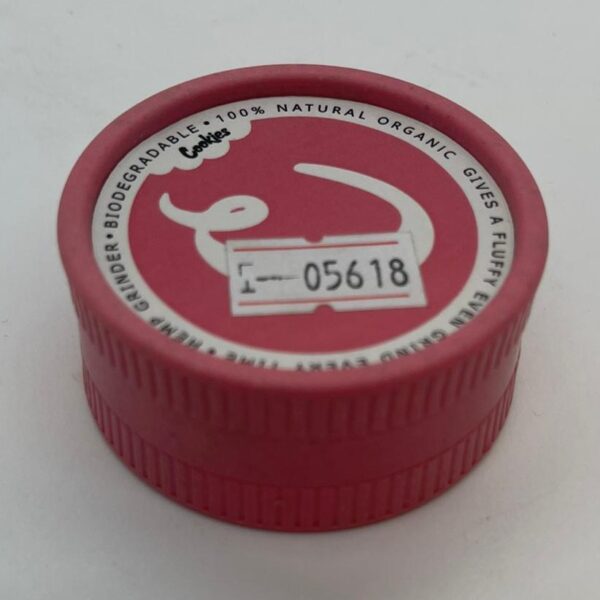 Cookies
HEMP GRINDER • BIODEGRADABLE • 100% NATURAL ORGANIC GIVES A FLUFFY EVEN GRIND EVERY TIME •
I—05618